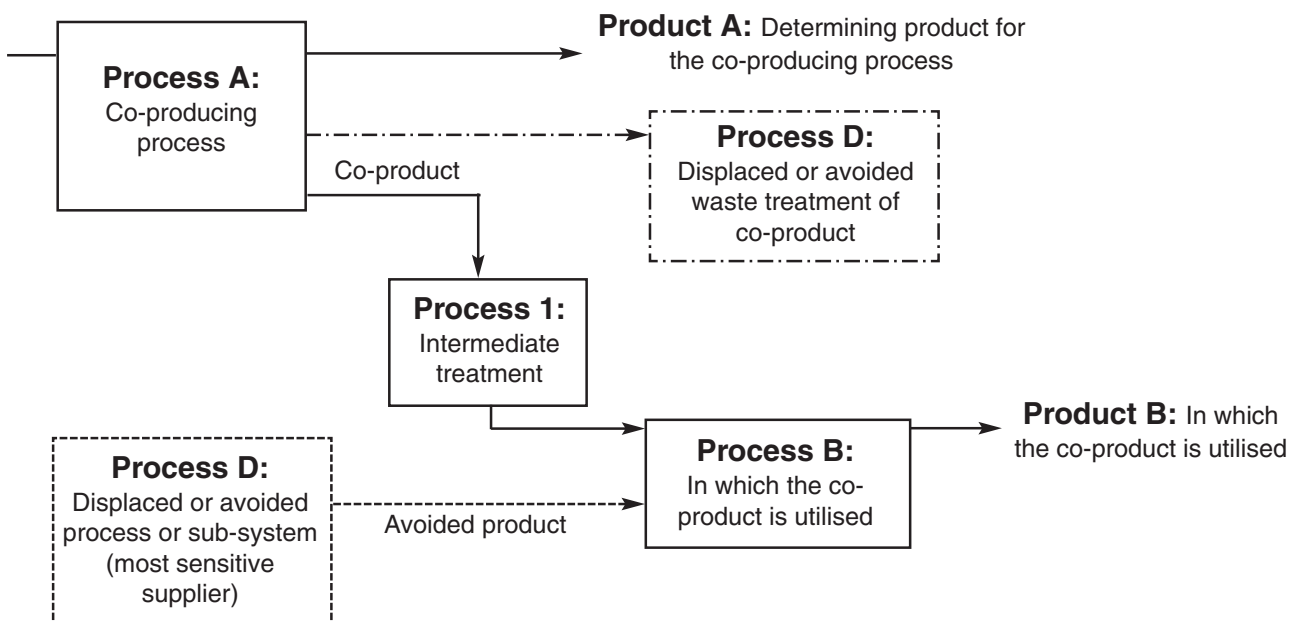 Process A:
Co-producing
process
Product A: Determining product for
the co-producing process
Process D:
Displaced or avoided
waste treatment of
co-product
Co-product
Process 1:
Intermediate
treatment
Process D:
Displaced or avoided
process or sub-system
(most sensitive
supplier)
Avoided product
Process B:
In which the co-
product is utilised
Product B: In which
the co-product is utilised